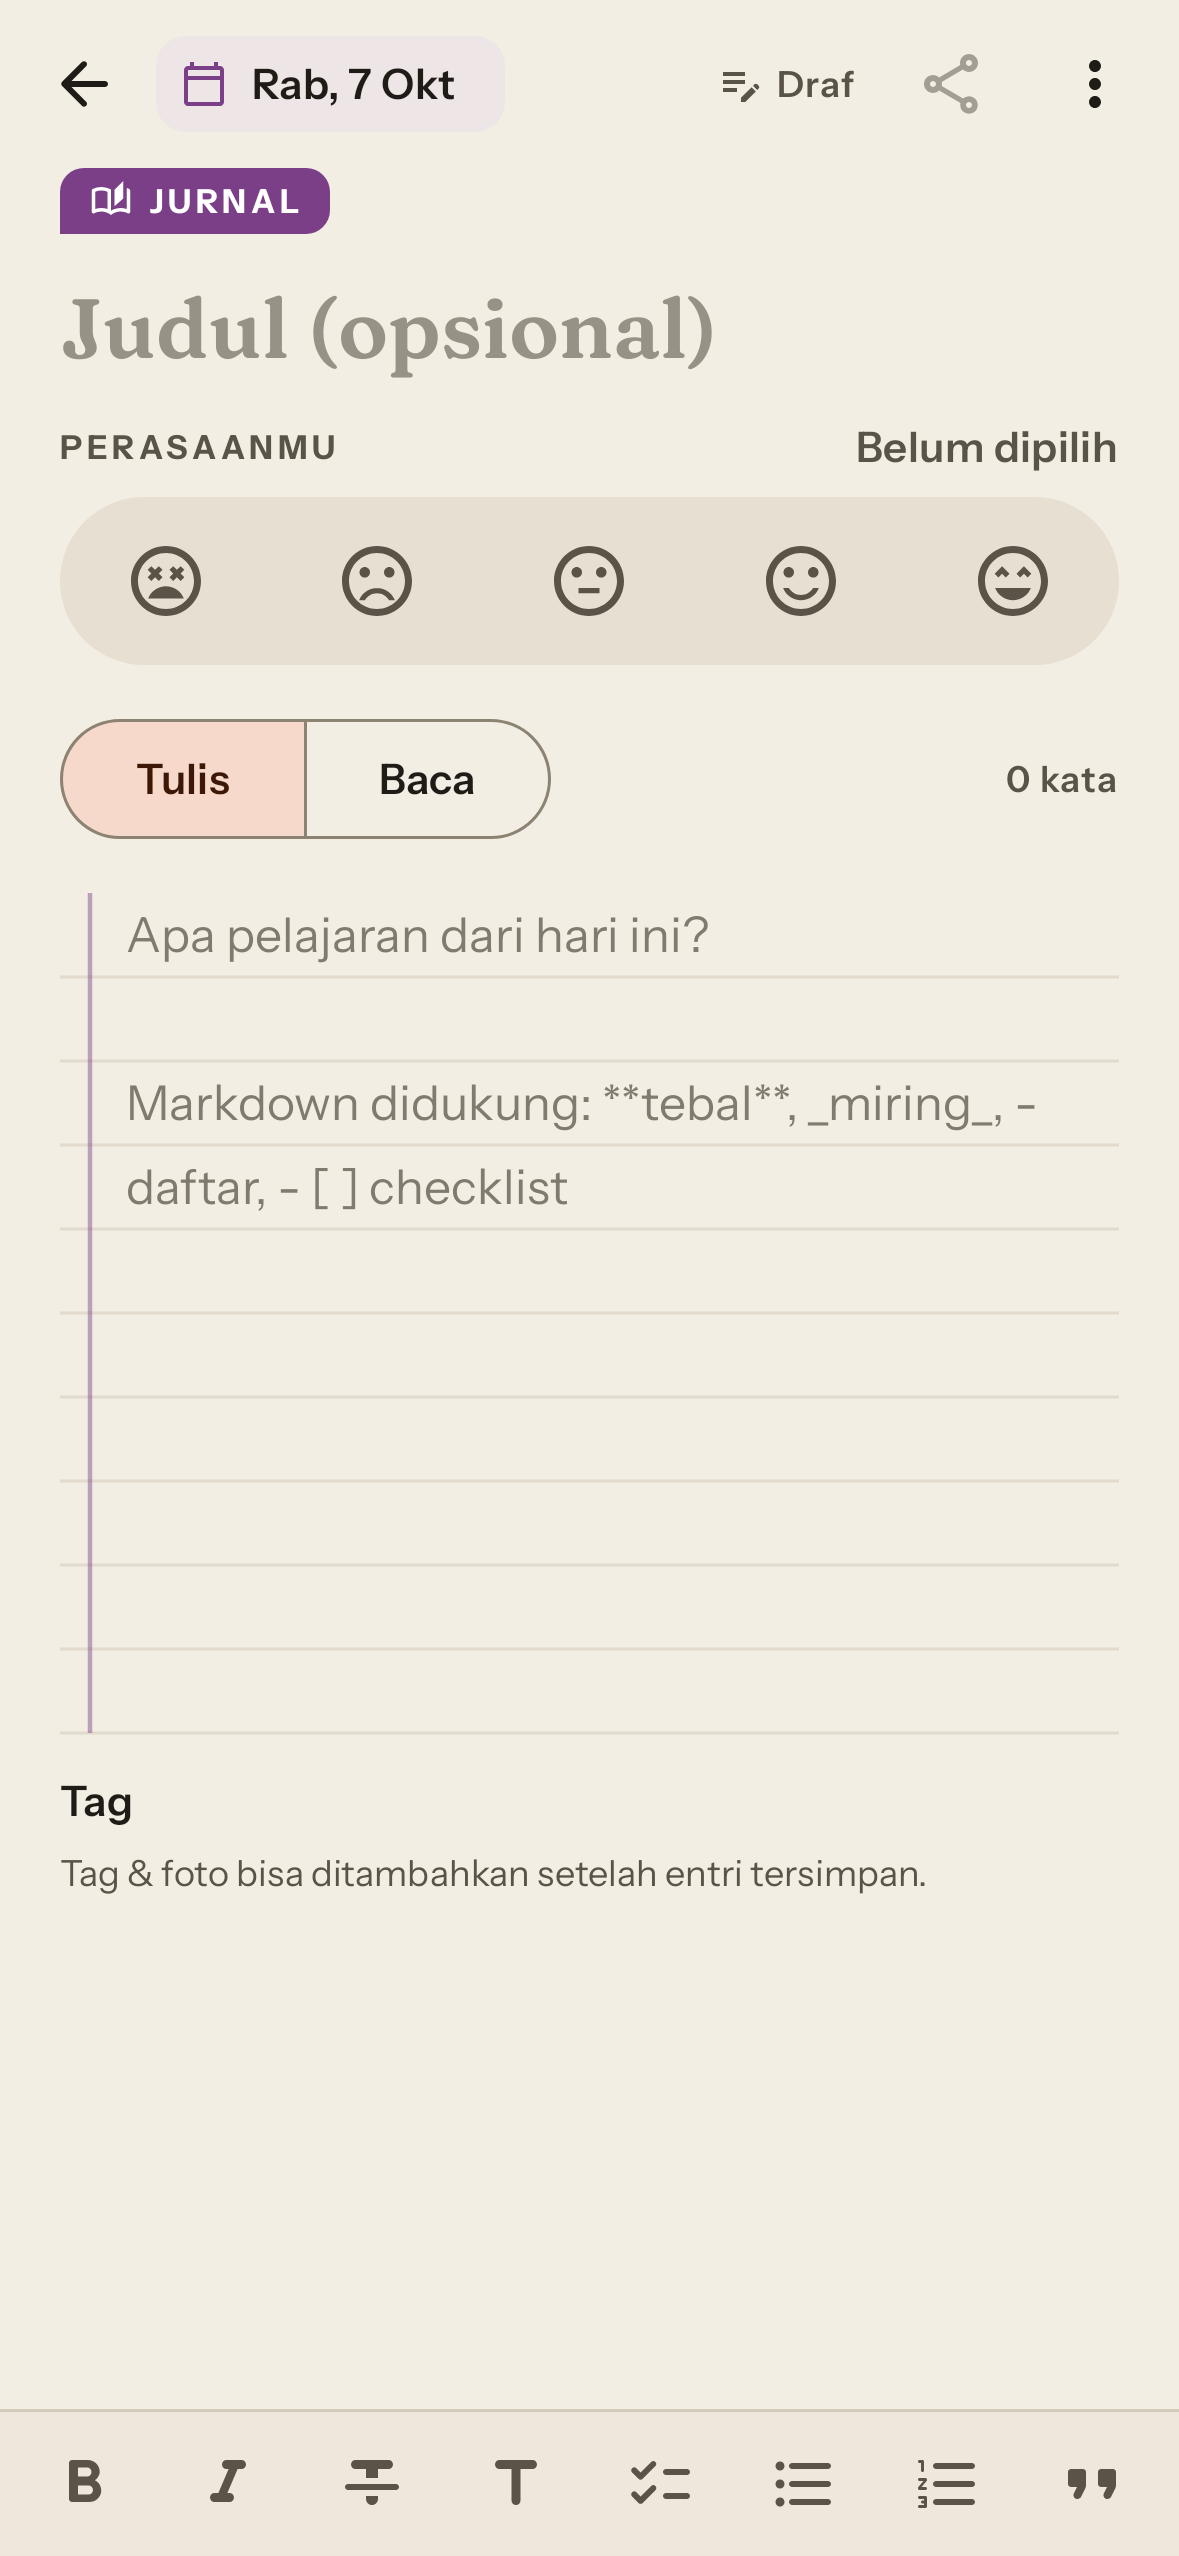 Rab, 7 Okt
Draf
JURNAL
Judul (opsional)
PERASAANMU
Belum dipilih
Tulis
Baca
0 kata
Apa pelajaran dari hari ini?
Markdown didukung: **tebal**, _miring_, -
daftar, - [ ] checklist
Tag
Tag & foto bisa ditambahkan setelah entri tersimpan.